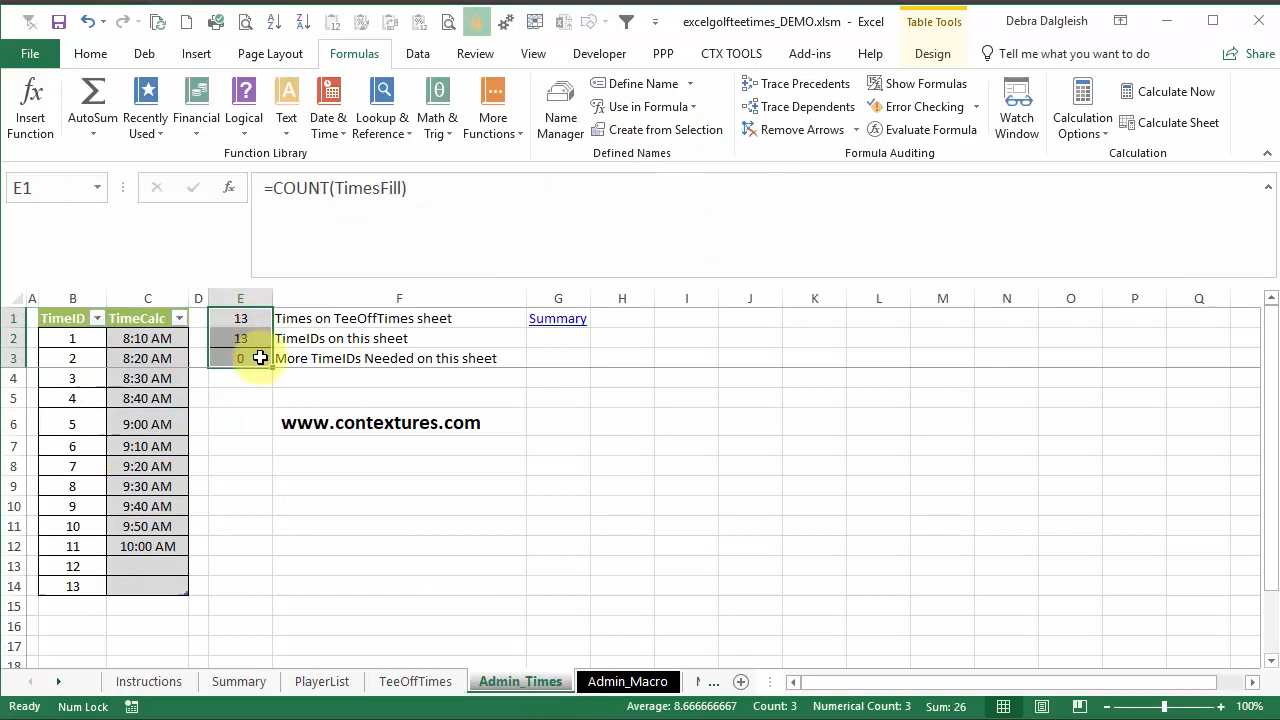 excelgolfteetimes_DEMO.xlsm - Excel
Table Tools
Debra Dalgleish
File Home Deb Insert Page Layout Formulas Data Review View Developer PPP CTX TOOLS Add-ins Help Design Tell me what you want to do Share
Insert Function
AutoSum
Recently Used
Financial
Logical
Text
Date & Time
Lookup & Reference
Math & Trig
More Functions
Function Library
Name Manager
Define Name
Use in Formula
Create from Selection
Defined Names
Trace Precedents
Trace Dependents
Remove Arrows
Show Formulas
Error Checking
Evaluate Formula
Formula Auditing
Watch Window
Calculation Options
Calculate Now
Calculate Sheet
Calculation
E1 fx =COUNT(TimesFill)
A B C D E F G H I J K L M N O P Q
1 TimeID TimeCalc 13 Times on TeeOffTimes sheet Summary
2 1 8:10 AM 13 TimeIDs on this sheet
3 2 8:20 AM 0 More TimeIDs Needed on this sheet
4 3 8:30 AM
5 4 8:40 AM
6 5 9:00 AM www.contextures.com
7 6 9:10 AM
8 7 9:20 AM
9 8 9:30 AM
10 9 9:40 AM
11 10 9:50 AM
12 11 10:00 AM
13 12
14 13
15
16
17
18
Instructions Summary PlayerList TeeOffTimes Admin_Times Admin_Macro ...
Ready Num Lock Average: 8.666666667 Count: 3 Numerical Count: 3 Sum: 26 100%